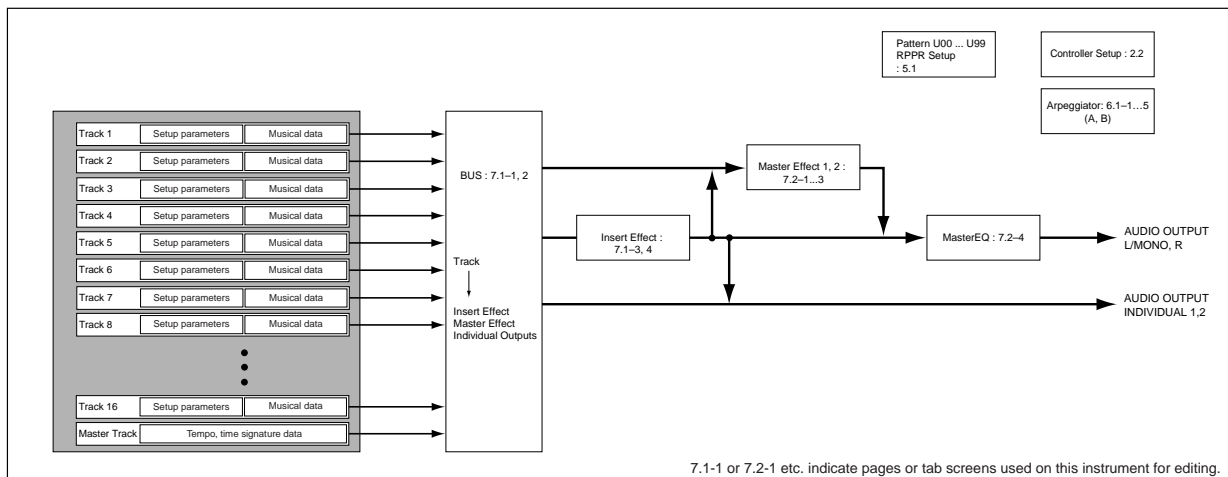 Pattern U00 ... U99
RPPR Setup
: 5.1
Controller Setup : 2.2
Arpeggiator: 6.1–1...5
(A, B)
Track 1 Setup parameters Musical data
Track 2 Setup parameters Musical data
Track 3 Setup parameters Musical data
Track 4 Setup parameters Musical data
Track 5 Setup parameters Musical data
Track 6 Setup parameters Musical data
Track 7 Setup parameters Musical data
Track 8 Setup parameters Musical data
Track 16 Setup parameters Musical data
Master Track Tempo, time signature data
BUS : 7.1–1, 2
Track
Insert Effect
Master Effect
Individual Outputs
Insert Effect :
7.1–3, 4
Master Effect 1, 2 :
7.2–1...3
MasterEQ : 7.2–4
AUDIO OUTPUT
L/MONO, R
AUDIO OUTPUT
INDIVIDUAL 1,2
7.1-1 or 7.2-1 etc. indicate pages or tab screens used on this instrument for editing.